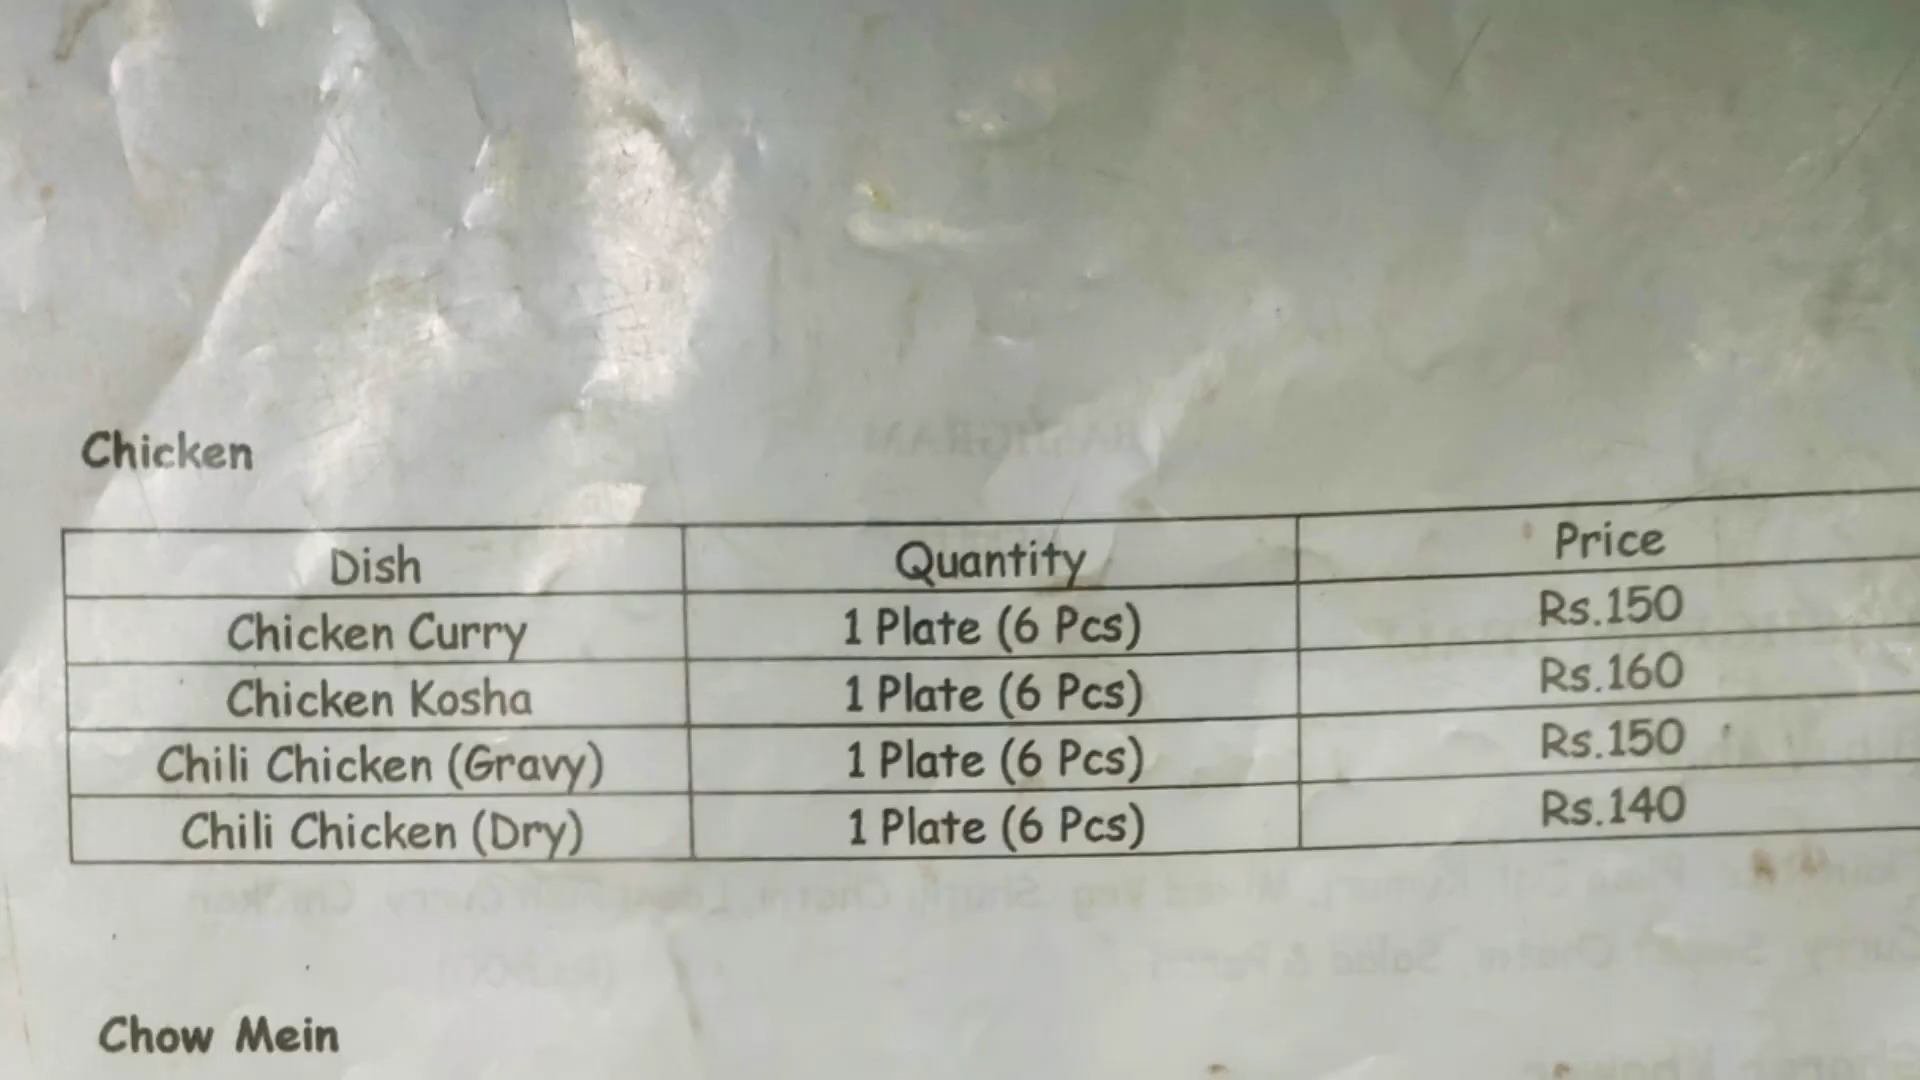 Chicken
Dish Quantity Price
Chicken Curry 1 Plate (6 Pcs) Rs.150
Chicken Kosha 1 Plate (6 Pcs) Rs.160
Chili Chicken (Gravy) 1 Plate (6 Pcs) Rs.150
Chili Chicken (Dry) 1 Plate (6 Pcs) Rs.140
Chow Mein